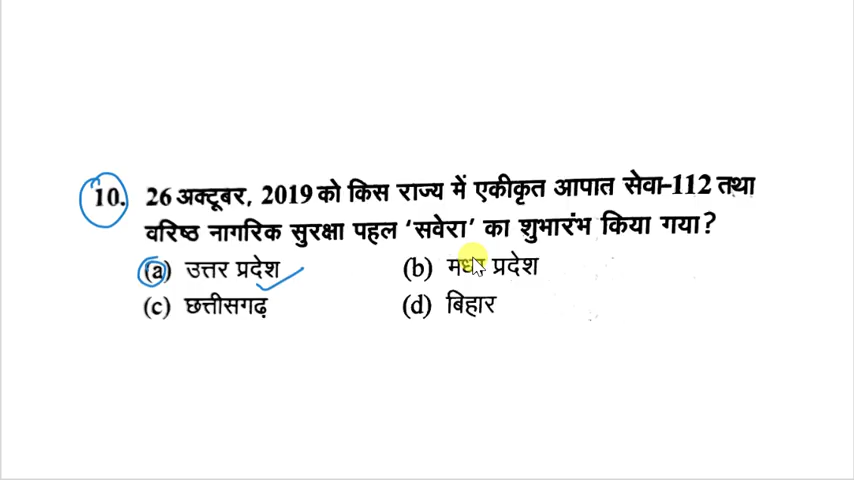 10. 26 अक्टूबर, 2019 को किस राज्य में एकीकृत आपात सेवा-112 तथा
वरिष्ठ नागरिक सुरक्षा पहल ‘सवेरा’ का शुभारंभ किया गया?
(a) उत्तर प्रदेश (b) मध्य प्रदेश
(c) छत्तीसगढ़ (d) बिहार